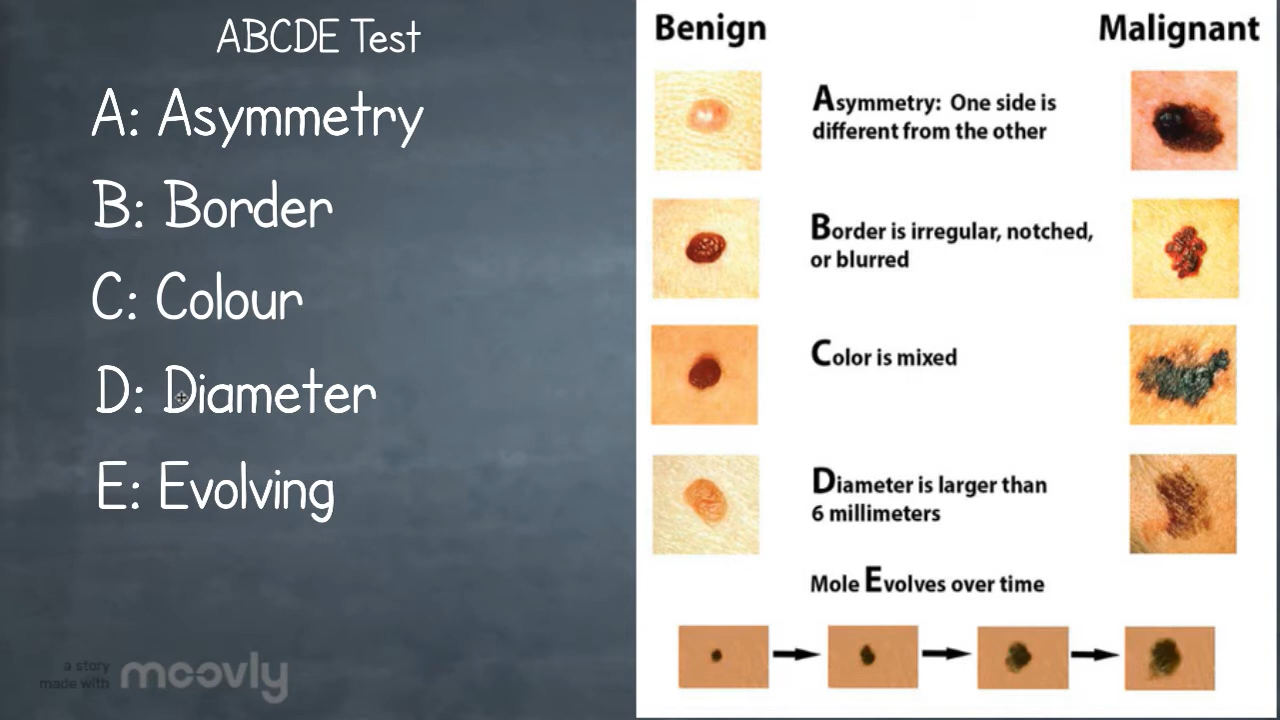 ABCDE Test
A: Asymmetry
B: Border
C: Colour
D: Diameter
E: Evolving
a story
made with moovly
Benign
Malignant
Asymmetry: One side is
different from the other
Border is irregular, notched,
or blurred
Color is mixed
Diameter is larger than
6 millimeters
Mole Evolves over time